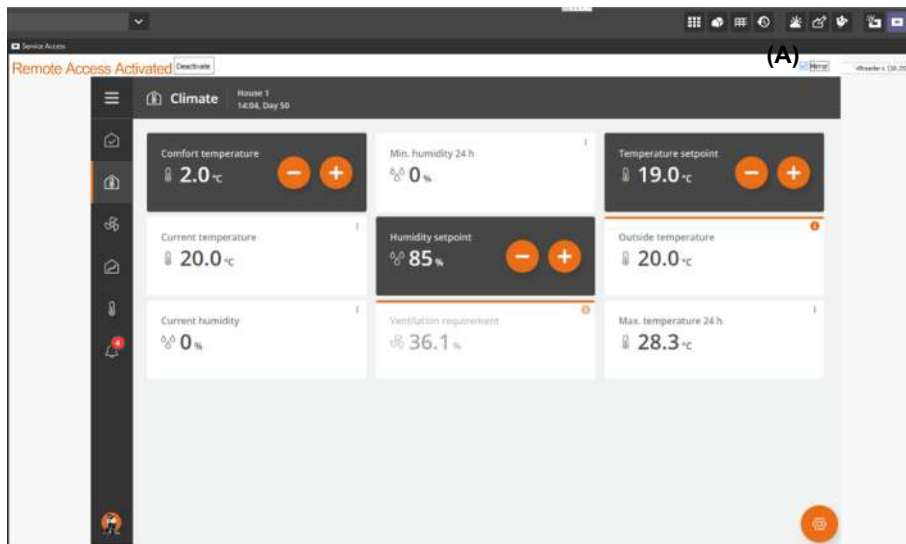 Service Access
Remote Access Activated
Deactivate
(A)
Mirror
Climate
House 1
14:04, Day 50
Comfort temperature
2.0 °C
Min. humidity 24 h
0 %
Temperature setpoint
19.0 °C
Current temperature
20.0 °C
Humidity setpoint
85 %
Outside temperature
20.0 °C
Current humidity
0 %
Ventilation requirement
36.1 %
Max. temperature 24 h
28.3 °C